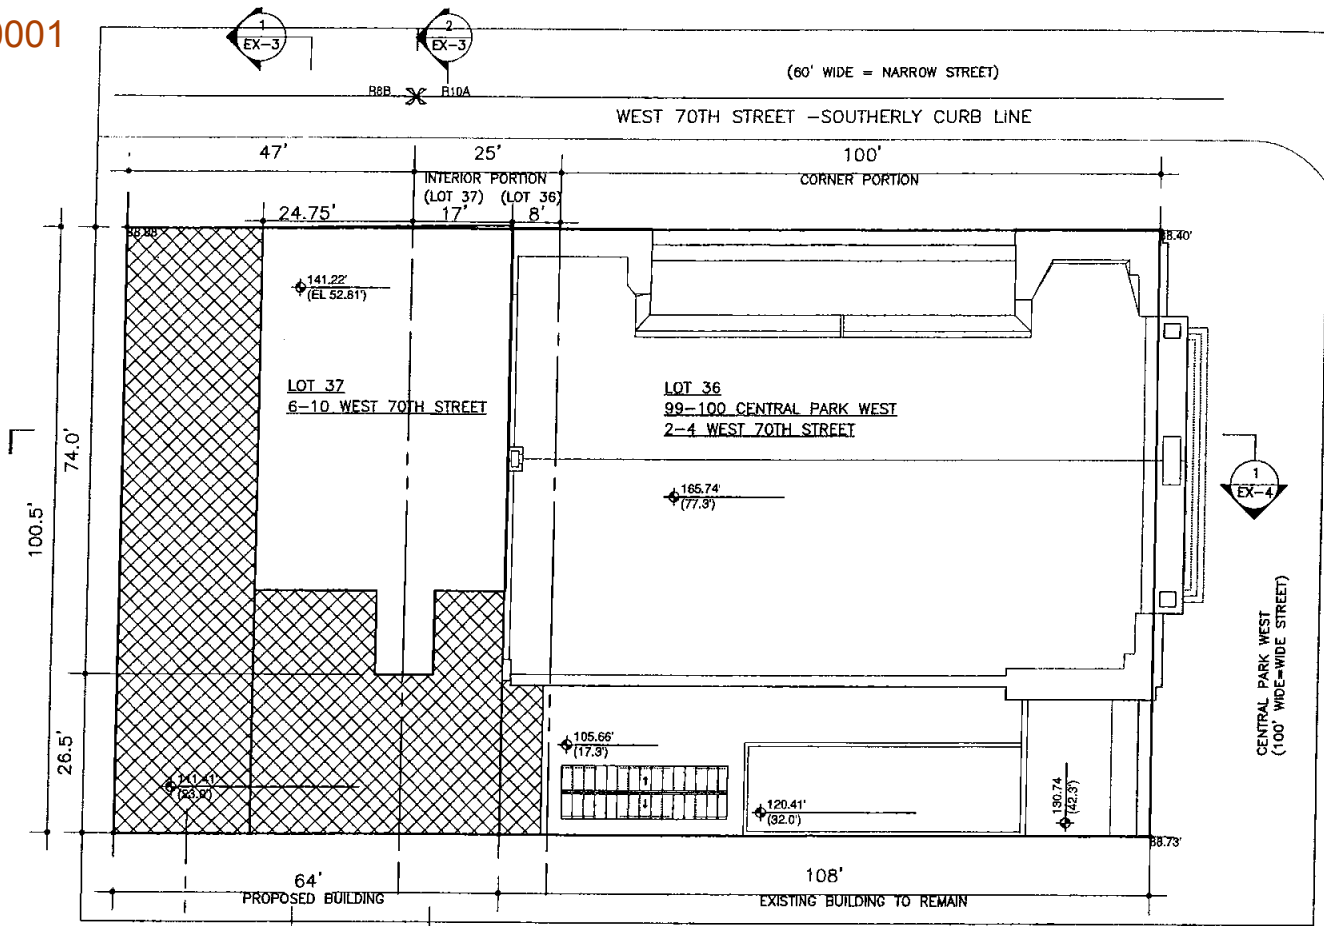 0001
1
EX-3
2
EX-3
(60' WIDE = NARROW STREET)
R8B R10A
WEST 70TH STREET -SOUTHERLY CURB LINE
47' 25' 100'
INTERIOR PORTION
(LOT 37) (LOT 36)
CORNER PORTION
24.75' 17' 8'
88.40'
141.22'
(EL 52.81')
LOT 37
6-10 WEST 70TH STREET
LOT 36
99-100 CENTRAL PARK WEST
2-4 WEST 70TH STREET
74.0'
100.5'
26.5'
165.74'
(77.3')
1
EX-4
CENTRAL PARK WEST
(100' WIDE=WIDE STREET)
105.66'
(17.3')
111.41'
120.41'
(32.0')
130.74
(42.3')
88.73'
64'
PROPOSED BUILDING
108'
EXISTING BUILDING TO REMAIN